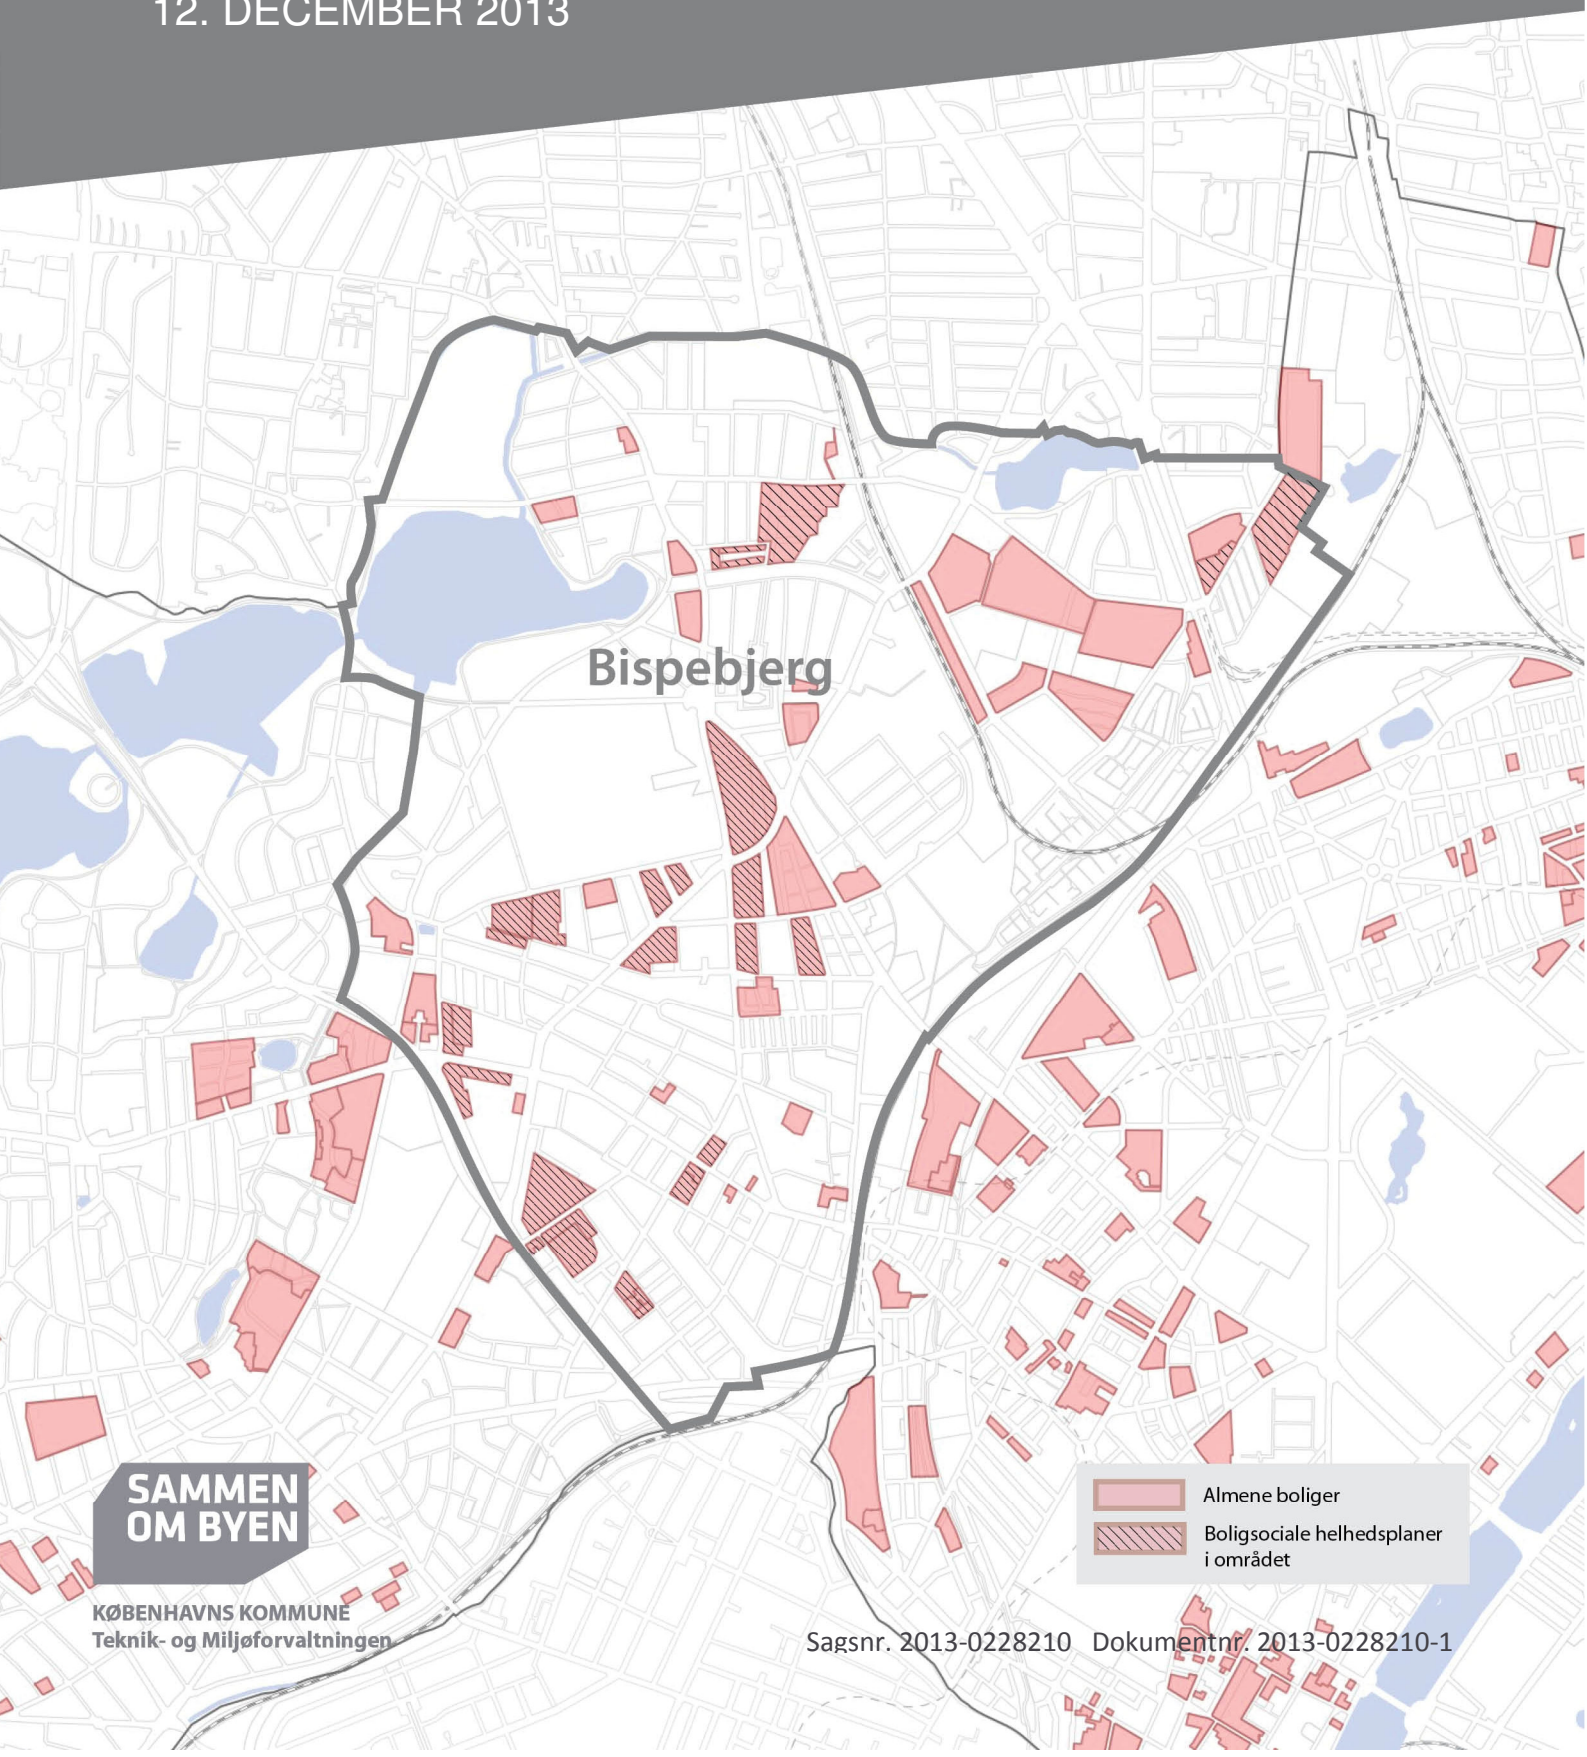 12. DECEMBER 2013
Bispebjerg
SAMMEN
OM BYEN
Almene boliger
Boligsociale helhedsplaner
i området
KØBENHAVNS KOMMUNE
Teknik- og Miljøforvaltningen
Sagsnr. 2013-0228210 Dokumentnr. 2013-0228210-1